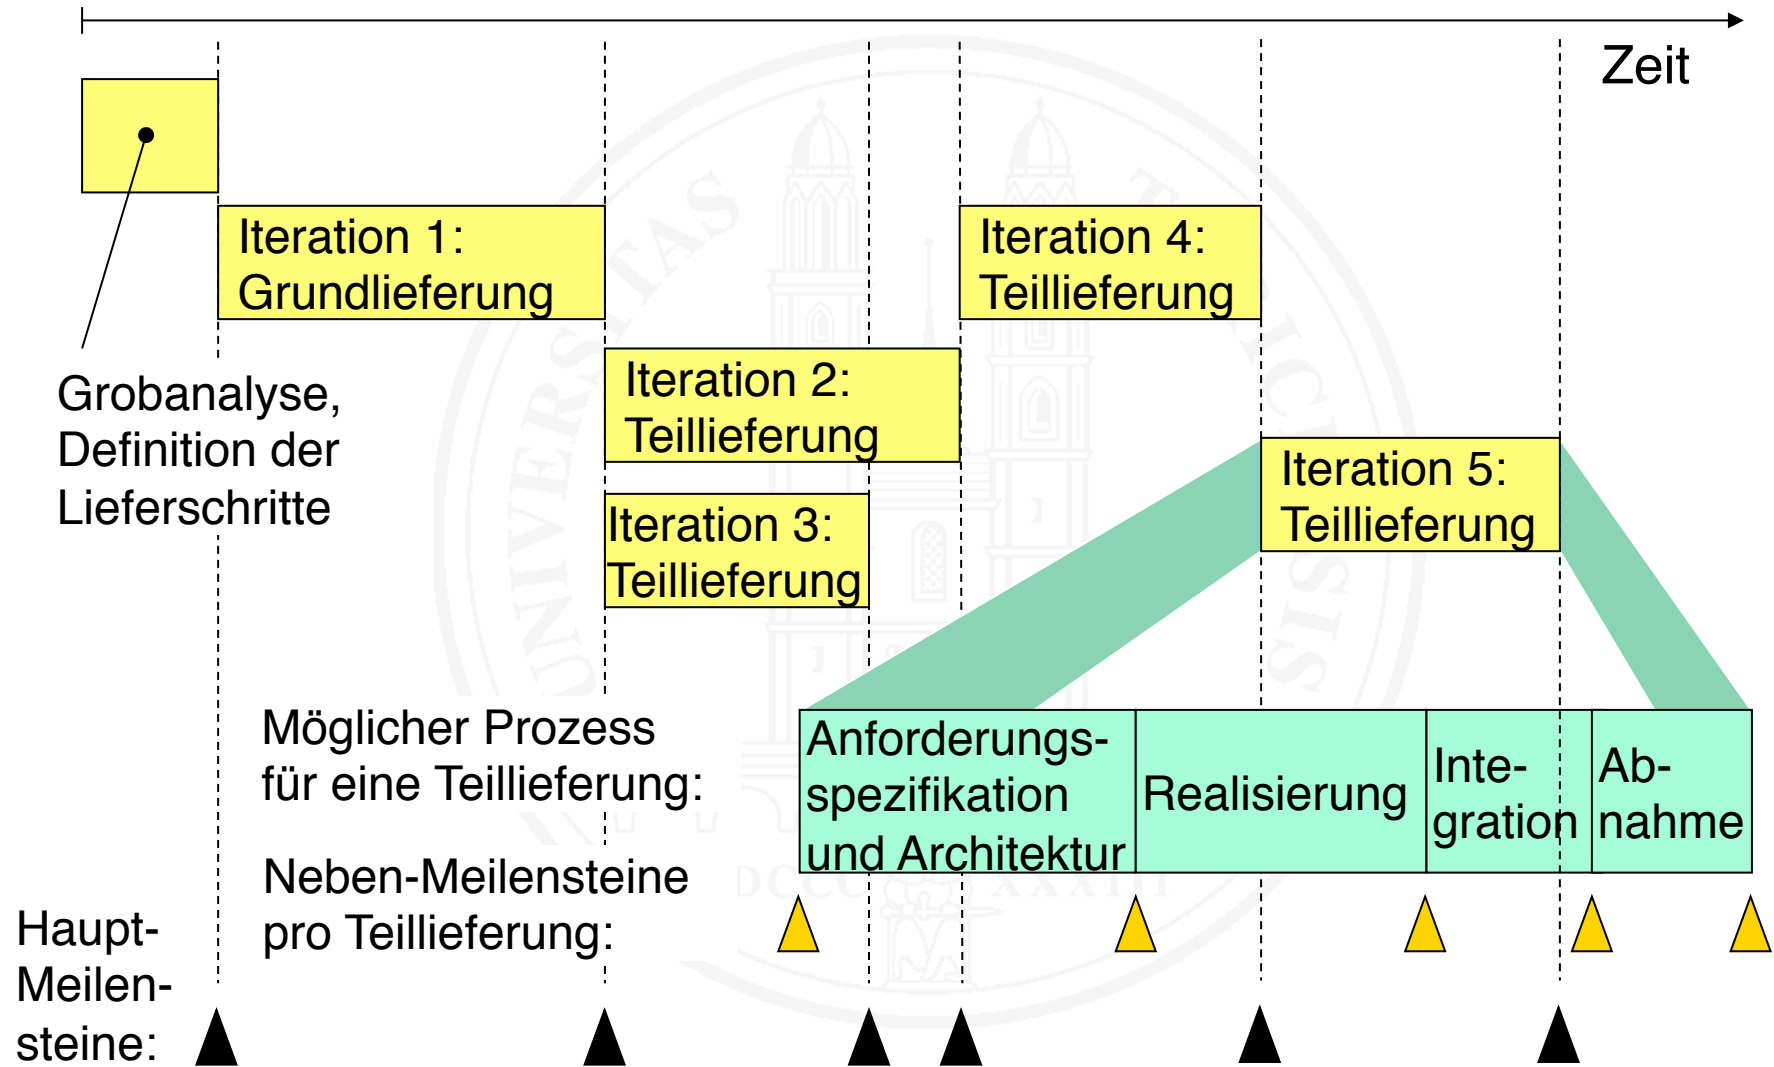 Zeit
Iteration 1:
Grundlieferung
Iteration 4:
Teillieferung
Iteration 2:
Teillieferung
Grobanalyse,
Definition der
Lieferschritte
Iteration 5:
Teillieferung
Iteration 3:
Teillieferung
Möglicher Prozess
für eine Teillieferung:
Anforderungs-
spezifikation
und Architektur
Realisierung
Inte-
gration
Ab-
nahme
Neben-Meilensteine
pro Teillieferung:
Haupt-
Meilen-
steine: